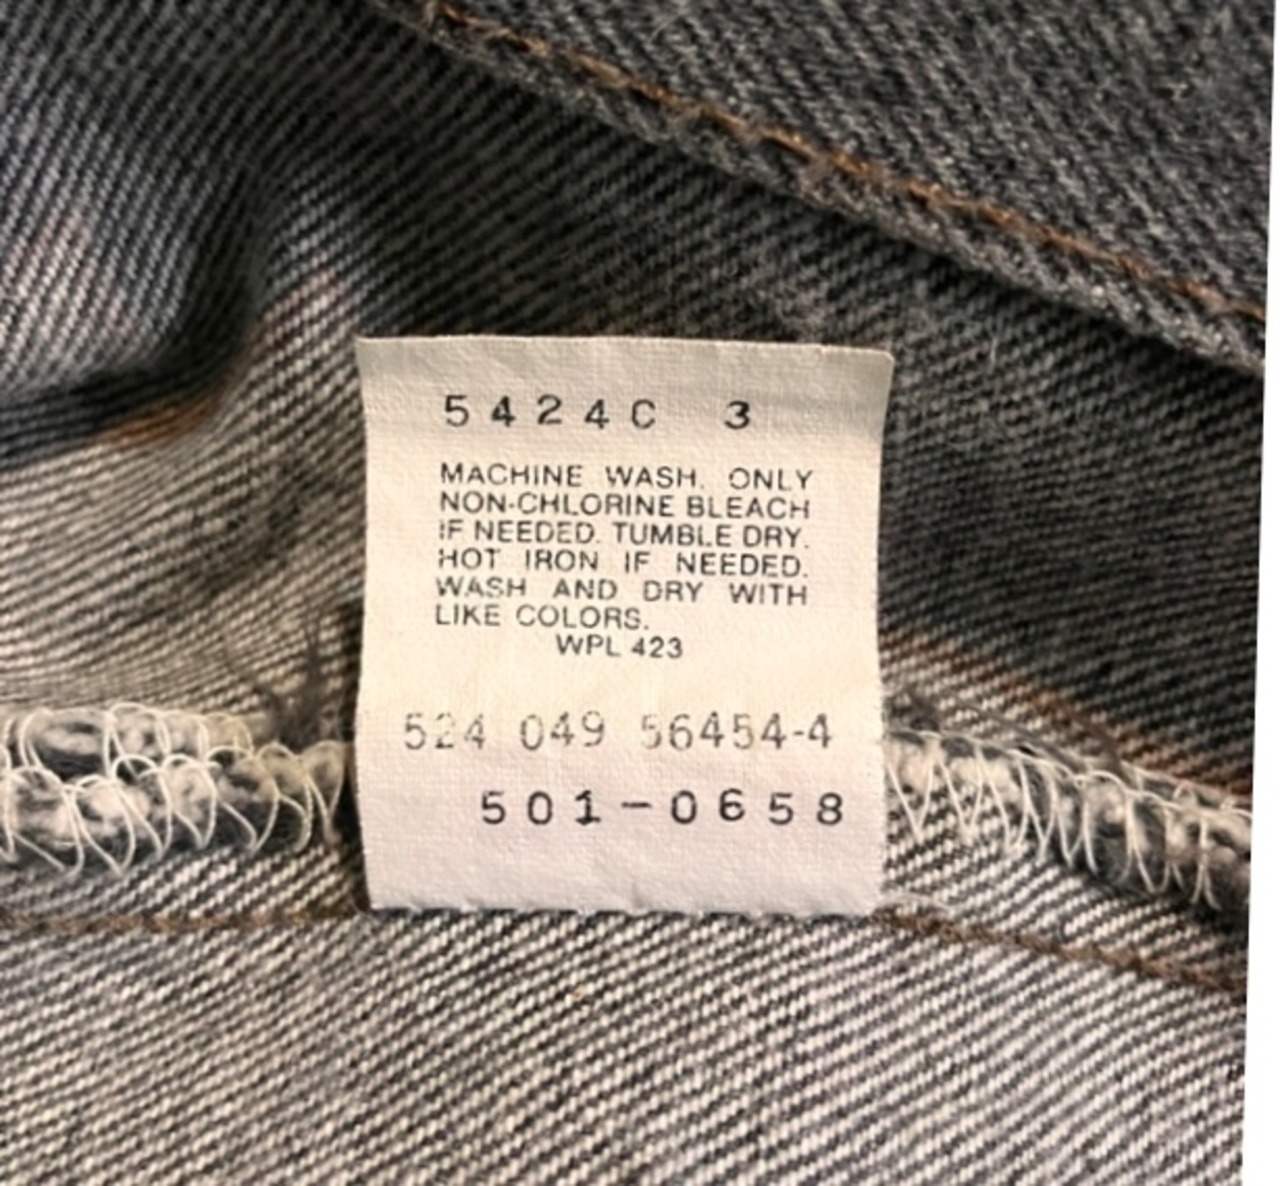 5424C 3
MACHINE WASH. ONLY
NON-CHLORINE BLEACH
IF NEEDED. TUMBLE DRY.
HOT IRON IF NEEDED.
WASH AND DRY WITH
LIKE COLORS.
WPL 423
524 049 56454-4
501-0658